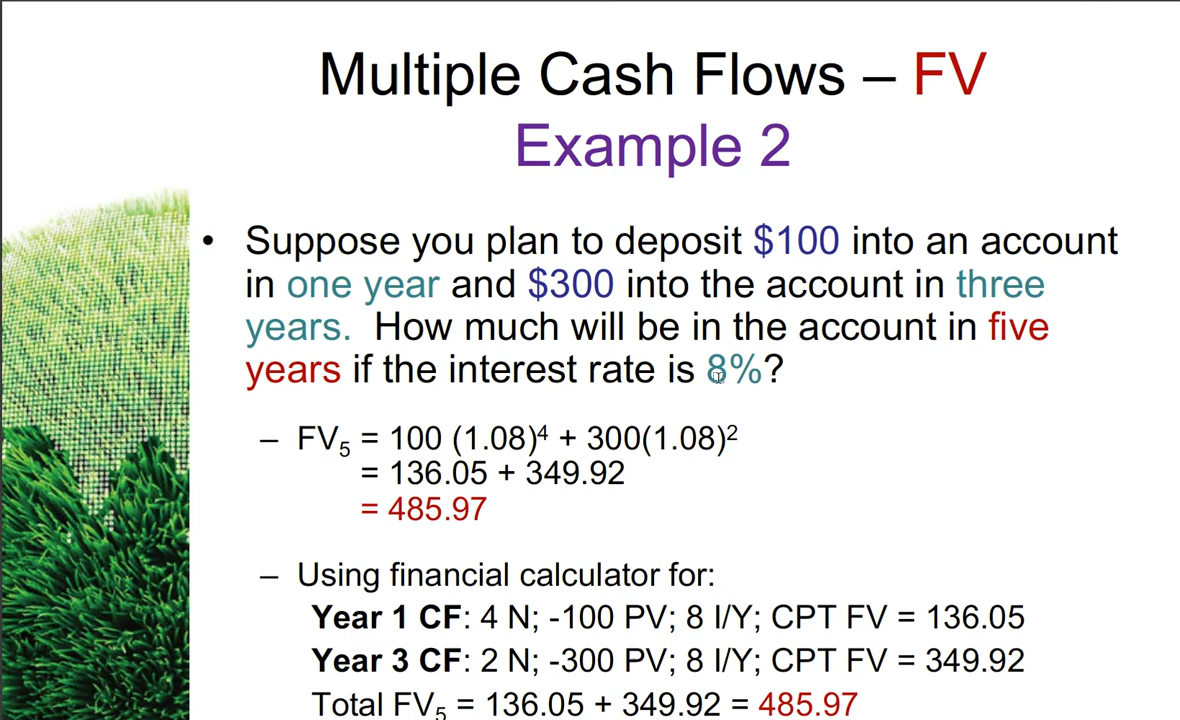 Multiple Cash Flows – FV
Example 2
• Suppose you plan to deposit $100 into an account
in one year and $300 into the account in three
years. How much will be in the account in five
years if the interest rate is 8%?
– FV₅ = 100 (1.08)⁴ + 300(1.08)²
= 136.05 + 349.92
= 485.97
– Using financial calculator for:
Year 1 CF: 4 N; -100 PV; 8 I/Y; CPT FV = 136.05
Year 3 CF: 2 N; -300 PV; 8 I/Y; CPT FV = 349.92
Total FV₅ = 136.05 + 349.92 = 485.97